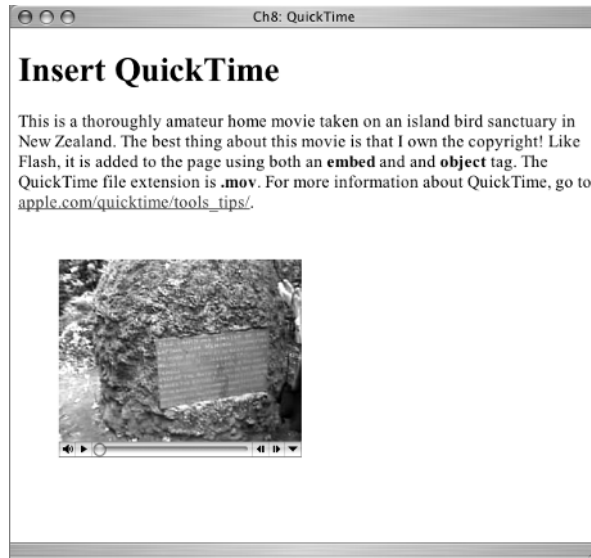 Ch8: QuickTime
Insert QuickTime
This is a thoroughly amateur home movie taken on an island bird sanctuary in
New Zealand. The best thing about this movie is that I own the copyright! Like
Flash, it is added to the page using both an embed and and object tag. The
QuickTime file extension is .mov. For more information about QuickTime, go to
apple.com/quicktime/tools_tips/.